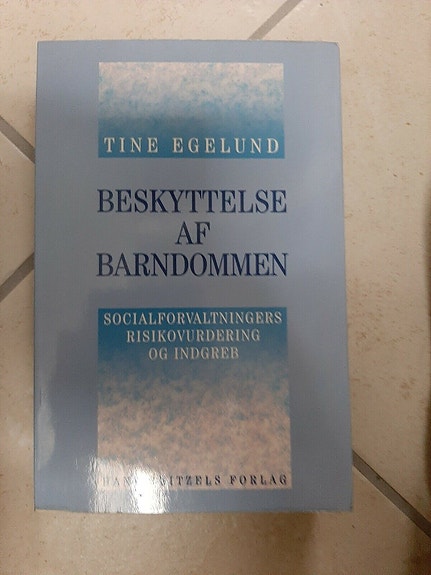 TINE EGELUND
BESKYTTELSE
AF
BARNDOMMEN
SOCIALFORVALTNINGERS
RISIKOVURDERING
OG INDGREB
FORLAG